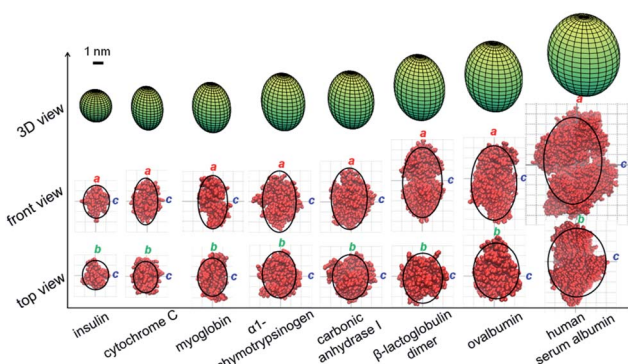 1 nm
3D view
front view
top view
a
c
a
c
a
c
a
c
a
c
a
c
a
c
a
c
b
c
b
c
b
c
b
c
b
c
b
c
b
c
b
c
insulin
cytochrome C
myoglobin
α1-
hymotrypsinogen
carbonic
anhydrase I
β-lactoglobulin
dimer
ovalbumin
human
serum albumin